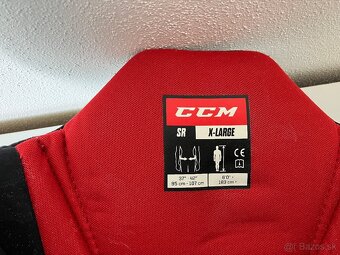 CCM
SR X-LARGE
37" - 42" 6'0" -
95 cm - 107 cm 183 cm -
CE
Bazos.sk